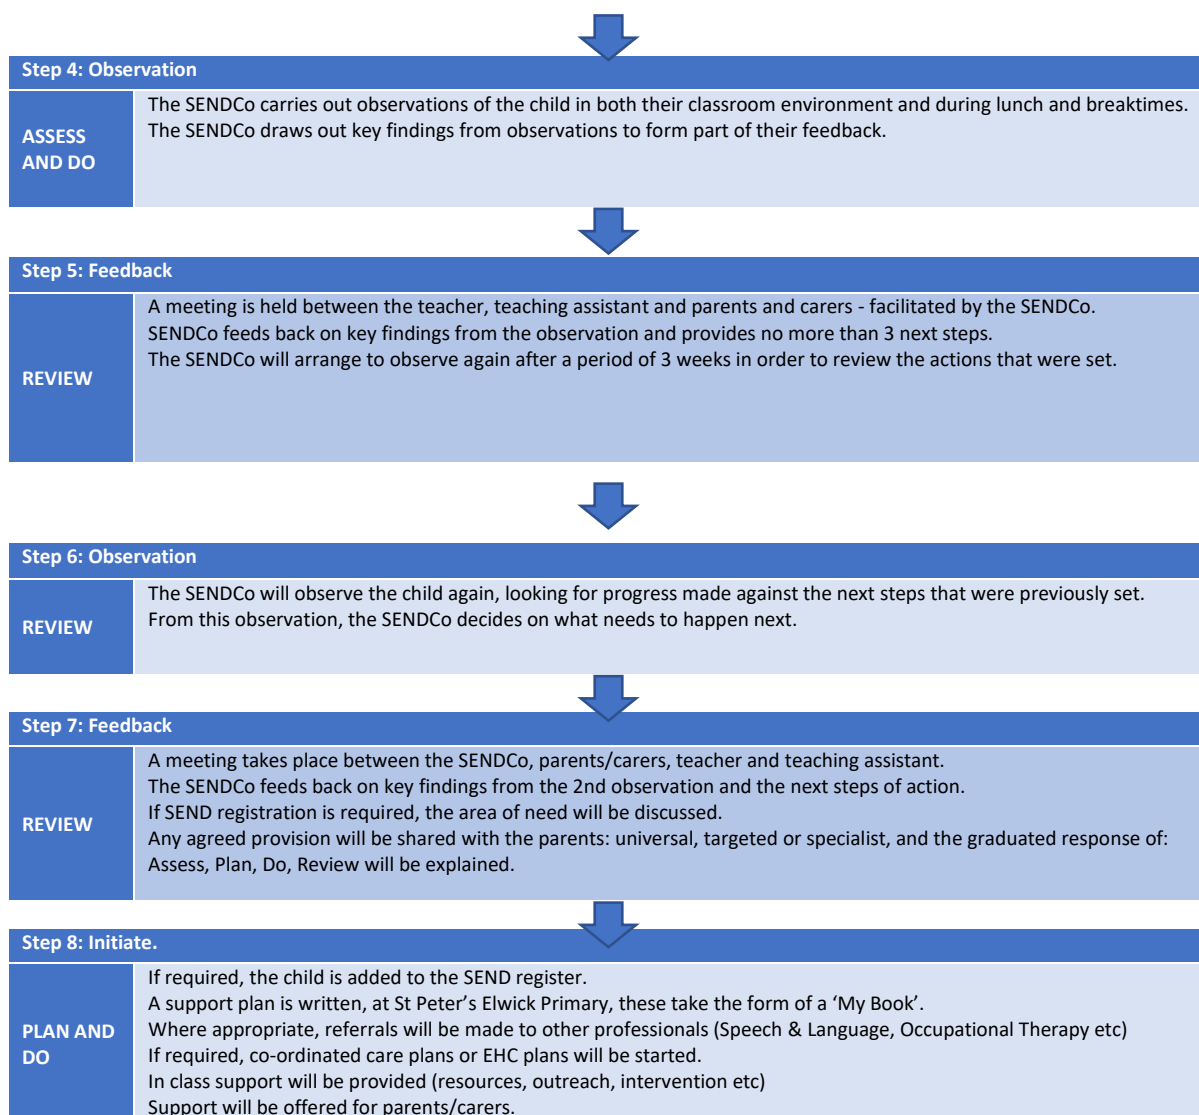 Step 4: Observation
ASSESS
AND DO
The SENDCo carries out observations of the child in both their classroom environment and during lunch and breaktimes.
The SENDCo draws out key findings from observations to form part of their feedback.
Step 5: Feedback
REVIEW
A meeting is held between the teacher, teaching assistant and parents and carers - facilitated by the SENDCo.
SENDCo feeds back on key findings from the observation and provides no more than 3 next steps.
The SENDCo will arrange to observe again after a period of 3 weeks in order to review the actions that were set.
Step 6: Observation
REVIEW
The SENDCo will observe the child again, looking for progress made against the next steps that were previously set.
From this observation, the SENDCo decides on what needs to happen next.
Step 7: Feedback
REVIEW
A meeting takes place between the SENDCo, parents/carers, teacher and teaching assistant.
The SENDCo feeds back on key findings from the 2nd observation and the next steps of action.
If SEND registration is required, the area of need will be discussed.
Any agreed provision will be shared with the parents: universal, targeted or specialist, and the graduated response of:
Assess, Plan, Do, Review will be explained.
Step 8: Initiate.
PLAN AND
DO
If required, the child is added to the SEND register.
A support plan is written, at St Peter’s Elwick Primary, these take the form of a ‘My Book’.
Where appropriate, referrals will be made to other professionals (Speech & Language, Occupational Therapy etc)
If required, co-ordinated care plans or EHC plans will be started.
In class support will be provided (resources, outreach, intervention etc)
Support will be offered for parents/carers.